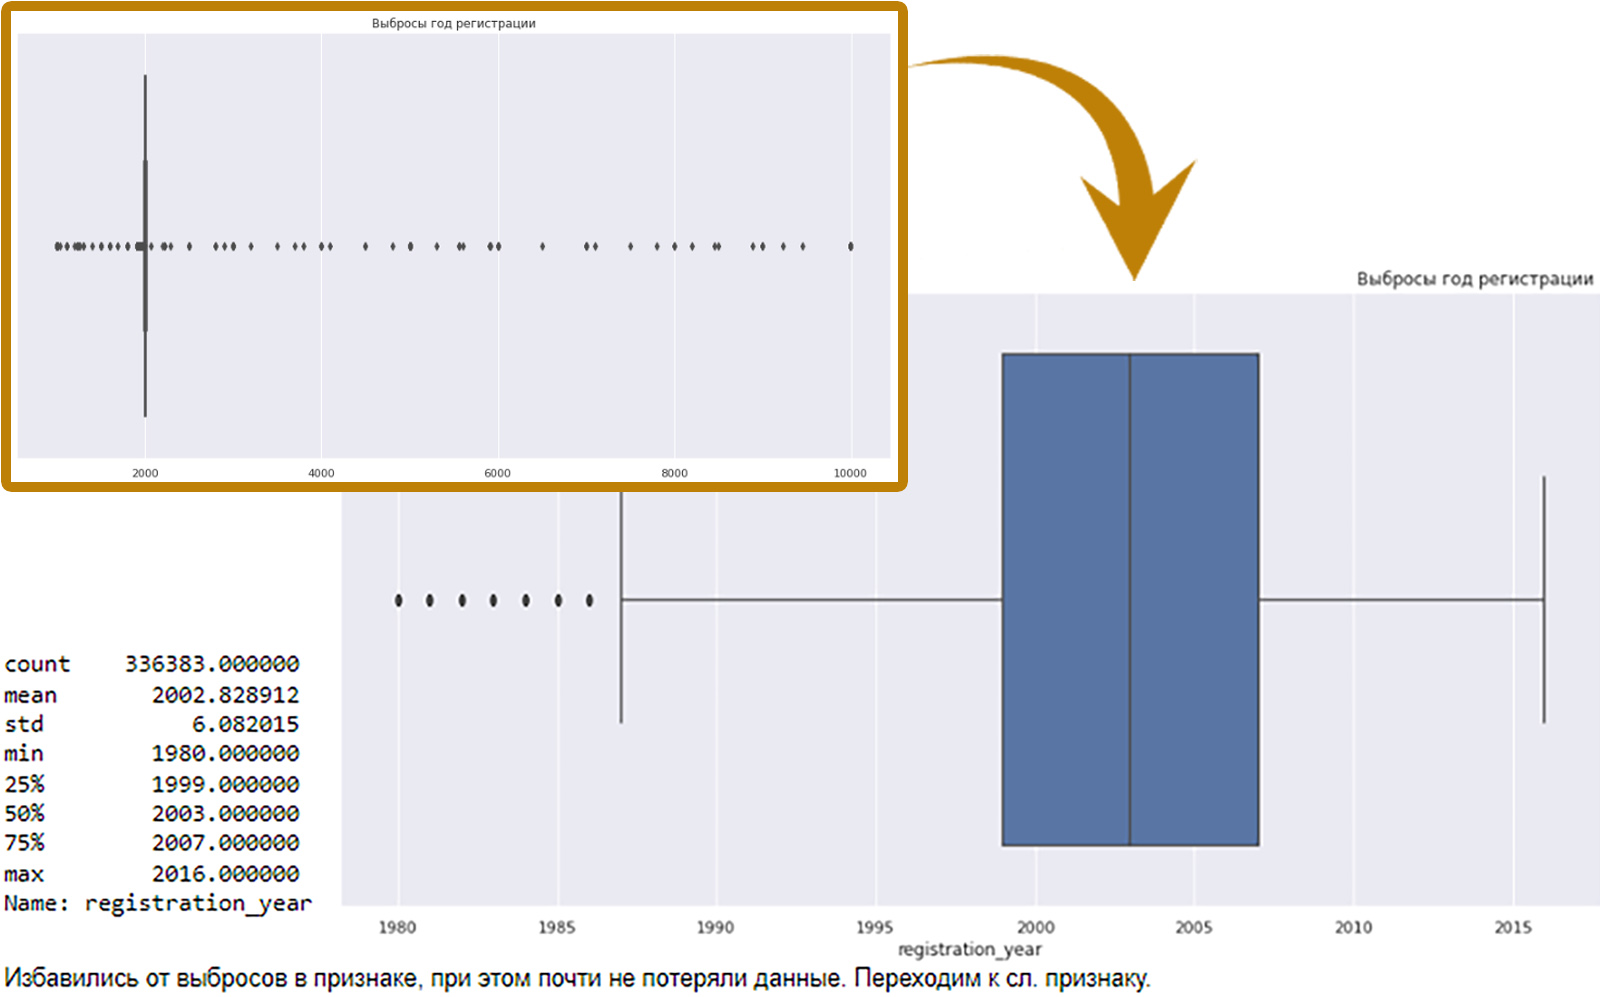 Выбросы год регистрации
2000 4000 6000 8000 10000
Выбросы год регистрации
count 336383.000000
mean 2002.828912
std 6.082015
min 1980.000000
25% 1999.000000
50% 2003.000000
75% 2007.000000
max 2016.000000
Name: registration_year
1980 1985 1990 1995 2000 2005 2010 2015
registration_year
Избавились от выбросов в признаке, при этом почти не потеряли данные. Переходим к сл. признаку.